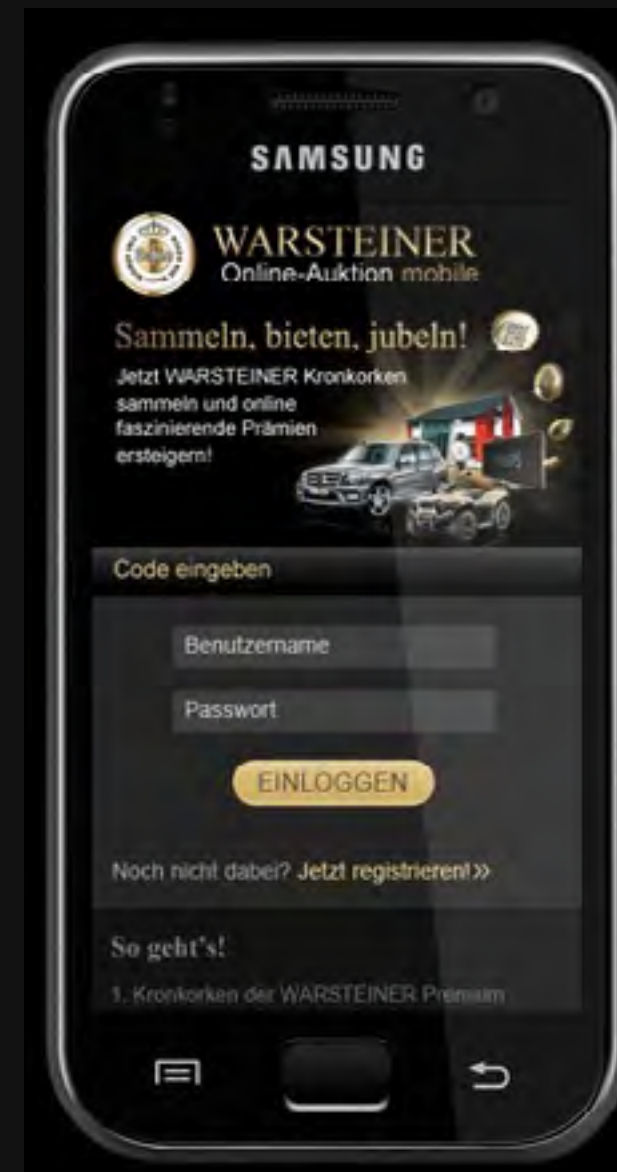 SAMSUNG
WARSTEINER
Online-Auktion mobile
Sammeln, bieten, jubeln!
Jetzt WARSTEINER Kronkorken
sammeln und online
faszinierende Prämien
ersteigern!
Code eingeben
Benutzername
Passwort
EINLOGGEN
Noch nicht dabei? Jetzt registrieren! »
So geht's!
1. Kronkorken der WARSTEINER Premium